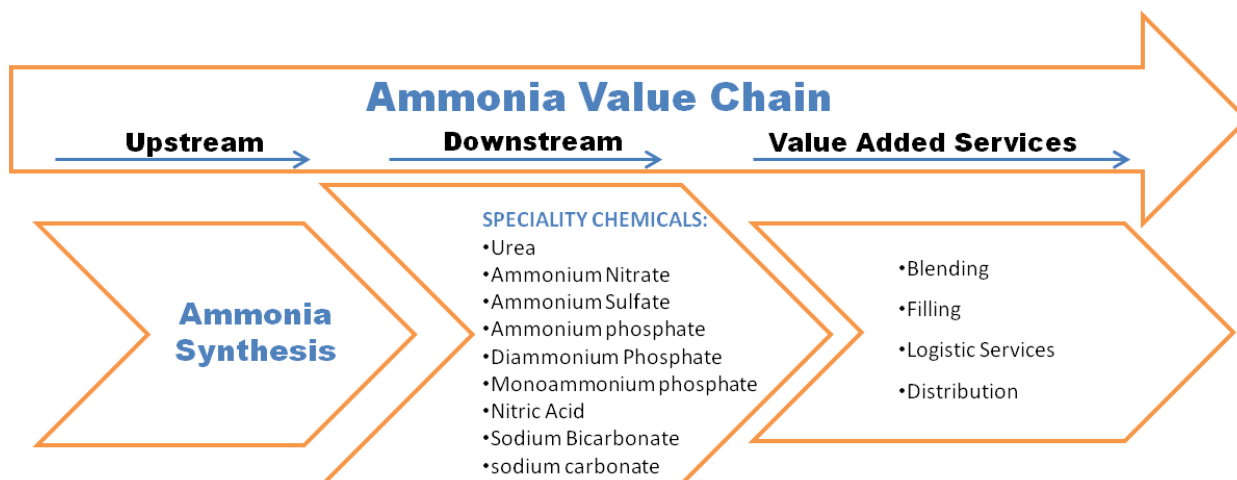 Ammonia Value Chain
Upstream
Downstream
Value Added Services
Ammonia
Synthesis
SPECIALITY CHEMICALS:
•Urea
•Ammonium Nitrate
•Ammonium Sulfate
•Ammonium phosphate
•Diammonium Phosphate
•Monoammonium phosphate
•Nitric Acid
•Sodium Bicarbonate
•sodium carbonate
•Blending
•Filling
•Logistic Services
•Distribution